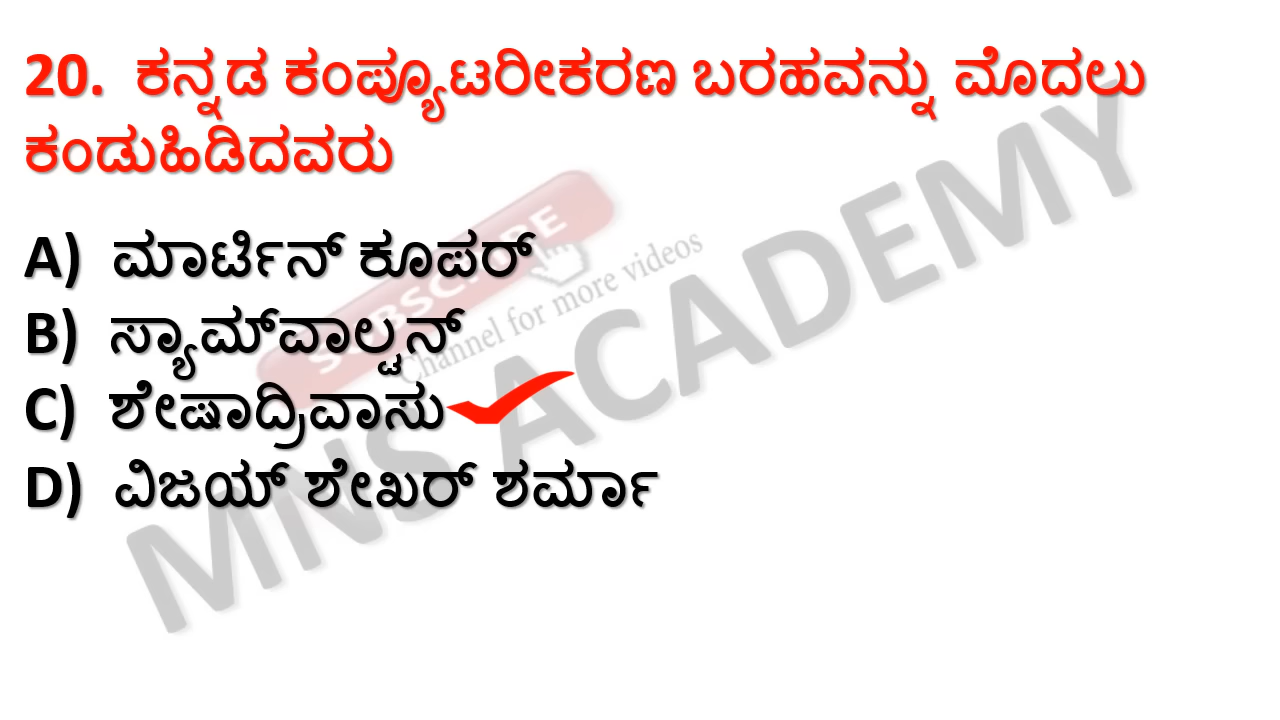 20. ಕನ್ನಡ ಕಂಪ್ಯೂಟರೀಕರಣ ಬರಹವನ್ನು ಮೊದಲು
ಕಂಡುಹಿಡಿದವರು
A) ಮಾರ್ಟಿನ್ ಕೂಪರ್
B) ಸ್ಯಾಮ್‌ವಾಲ್ಟನ್
C) ಶೇಷಾದ್ರಿವಾಸು
D) ವಿಜಯ್ ಶೇಖರ್ ಶರ್ಮಾ
SUBSCRIBE
Channel for more videos
MNS ACADEMY